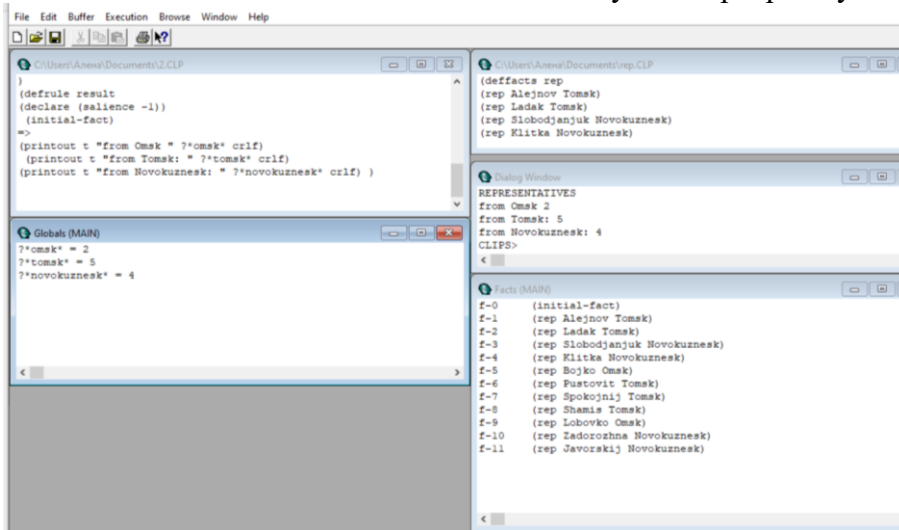 File Edit Buffer Execution Browse Window Help
C:\Users\Алена\Documents\2.CLP
)
(defrule result
(declare (salience -1))
(initial-fact)
=>
(printout t "from Omsk " ?*omsk* crlf)
(printout t "from Tomsk: " ?*tomsk* crlf)
(printout t "from Novokuznesk: " ?*novokuznesk* crlf) )
Globals (MAIN)
?*omsk* = 2
?*tomsk* = 5
?*novokuznesk* = 4
C:\Users\Алена\Documents\rep.CLP
(deffacts rep
(rep Alejnov Tomsk)
(rep Ladak Tomsk)
(rep Slobodjanjuk Novokuznesk)
(rep Klitka Novokuznesk)
Dialog Window
REPRESENTATIVES
from Omsk 2
from Tomsk: 5
from Novokuznesk: 4
CLIPS>
Facts (MAIN)
f-0 (initial-fact)
f-1 (rep Alejnov Tomsk)
f-2 (rep Ladak Tomsk)
f-3 (rep Slobodjanjuk Novokuznesk)
f-4 (rep Klitka Novokuznesk)
f-5 (rep Bojko Omsk)
f-6 (rep Pustovit Tomsk)
f-7 (rep Spokojnij Tomsk)
f-8 (rep Shamis Tomsk)
f-9 (rep Lobovko Omsk)
f-10 (rep Zadorozhna Novokuznesk)
f-11 (rep Javorskij Novokuznesk)